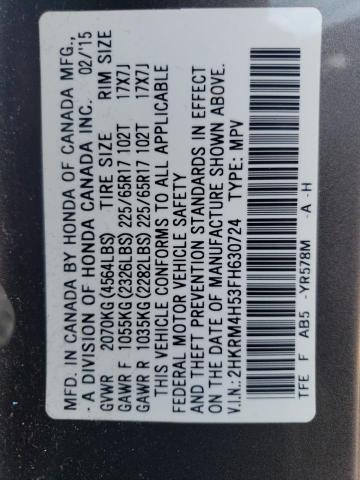 MFD. IN CANADA BY HONDA OF CANADA MFG.,
- A DIVISION OF HONDA CANADA INC. 02/15
GVWR 2070KG(4564LBS) TIRE SIZE RIM SIZE
GAWR F 1055KG(2326LBS) 225/65R17 102T 17X7J
GAWR R 1035KG(2282LBS) 225/65R17 102T 17X7J
THIS VEHICLE CONFORMS TO ALL APPLICABLE
FEDERAL MOTOR VEHICLE SAFETY
AND THEFT PREVENTION STANDARDS IN EFFECT
ON THE DATE OF MANUFACTURE SHOWN ABOVE.
V.I.N.: 2HKRM4H53FH630724 TYPE: MPV
TFE F AB5 -YR578M -A -H